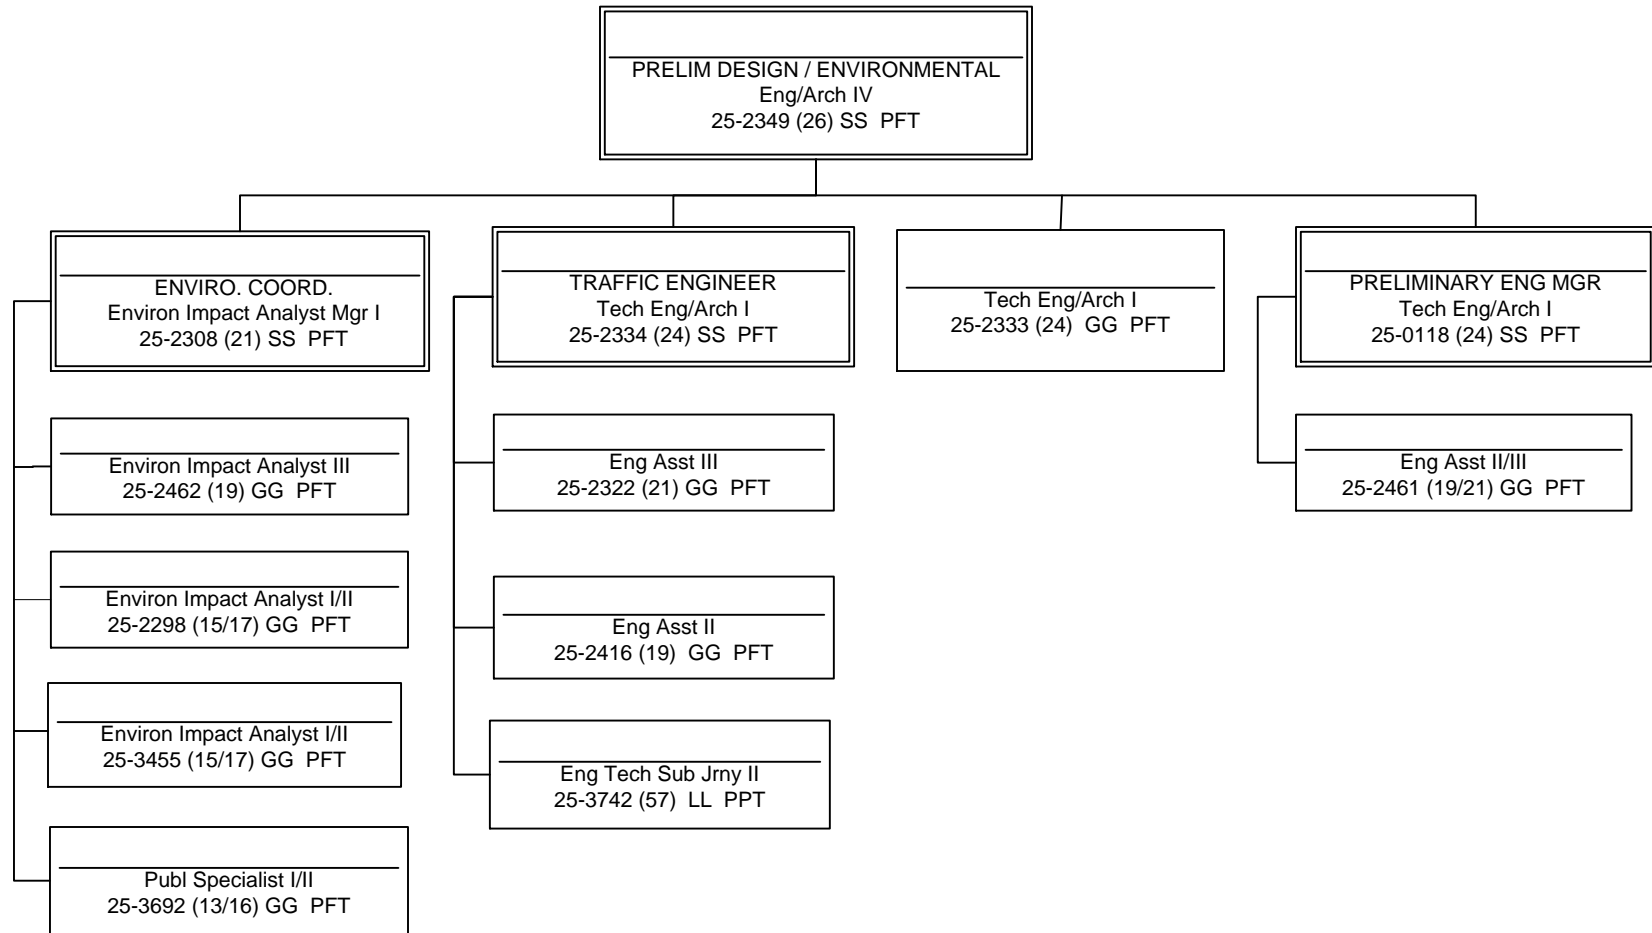 PRELIM DESIGN / ENVIRONMENTAL
Eng/Arch IV
25-2349 (26) SS  PFT
ENVIRO. COORD.
Environ Impact Analyst Mgr I
25-2308 (21) SS  PFT
TRAFFIC ENGINEER
Tech Eng/Arch I
25-2334 (24) SS  PFT
Tech Eng/Arch I
25-2333 (24)  GG  PFT
PRELIMINARY ENG MGR
Tech Eng/Arch I
25-0118 (24) SS  PFT
Environ Impact Analyst III
25-2462 (19) GG  PFT
Environ Impact Analyst I/II
25-2298 (15/17) GG  PFT
Environ Impact Analyst I/II
25-3455 (15/17) GG  PFT
Publ Specialist I/II
25-3692 (13/16) GG  PFT
Eng Asst III
25-2322 (21) GG  PFT
Eng Asst II
25-2416 (19)  GG  PFT
Eng Tech Sub Jrny II
25-3742 (57)  LL  PPT
Eng Asst II/III
25-2461 (19/21) GG  PFT